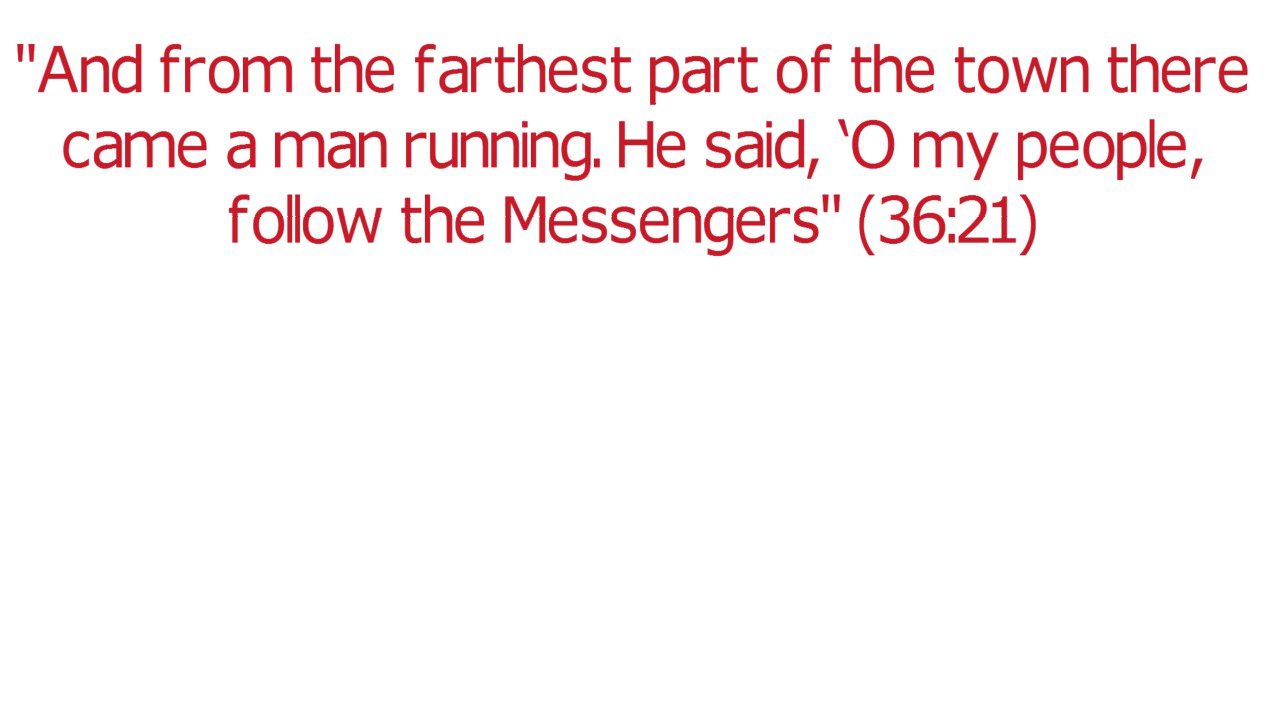 "And from the farthest part of the town there
came a man running. He said, ‘O my people,
follow the Messengers" (36:21)